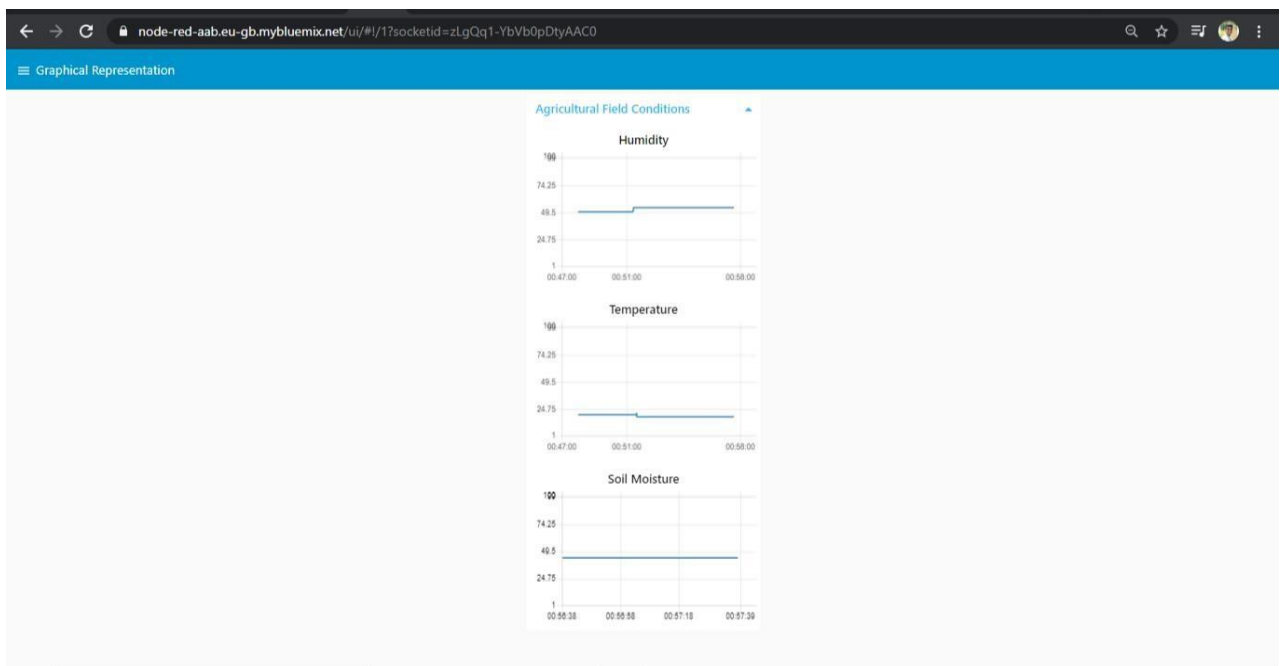 node-red-aab.eu-gb.mybluemix.net/ui/#!/1?socketid=zLgQq1-YbVb0pDtyAAC0
Graphical Representation
Agricultural Field Conditions
Humidity
74.25
49.5
24.75
1
00:47:00 00:51:00 00:58:00
Temperature
74.25
49.5
24.75
1
00:47:00 00:51:00 00:58:00
Soil Moisture
74.25
49.5
24.75
1
00:56:38 00:56:58 00:57:18 00:57:39